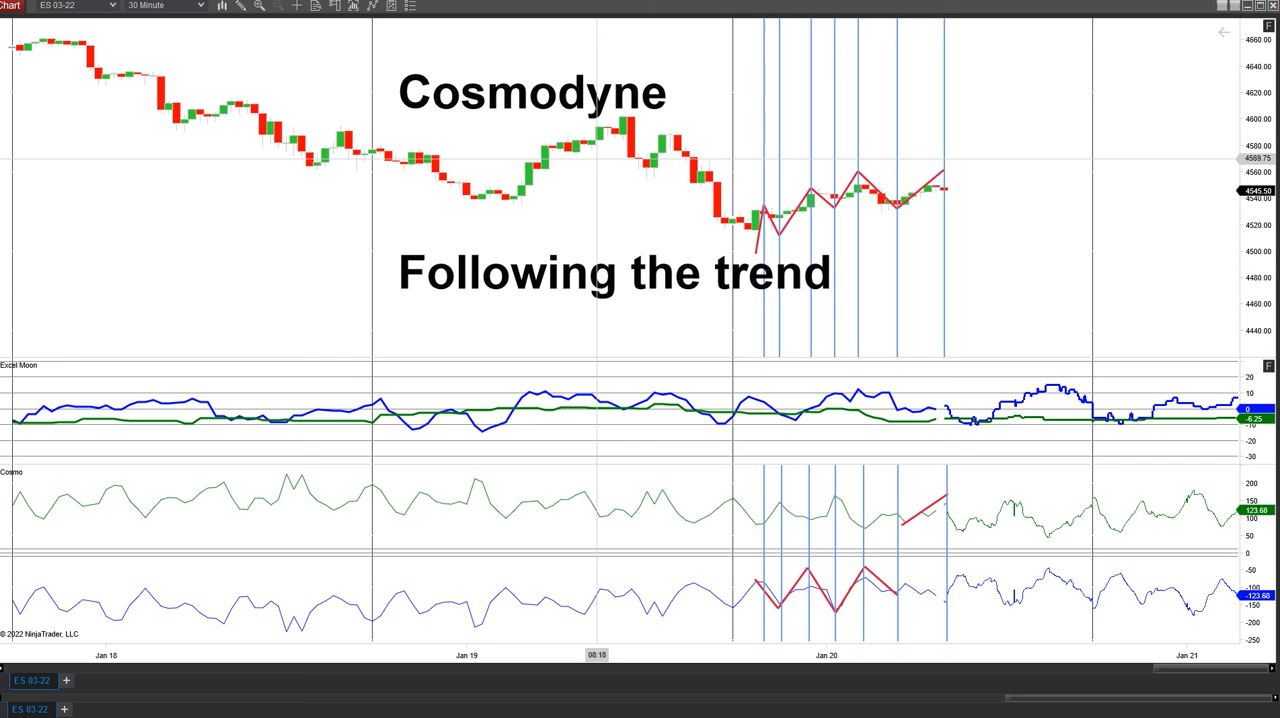 Chart ES 03-22 30 Minute
F
4660.00
4640.00
4620.00
4600.00
4580.00
4569.75
4560.00
4545.50
4540.00
4520.00
4500.00
4480.00
4460.00
4440.00
Cosmodyne
Following the trend
Excel Moon
F
20
10
0
-6.25
-10
-20
-30
Cosmo
200
150
123.68
100
0
-50
-100
-123.68
-150
-200
-250
© 2022 NinjaTrader, LLC
Jan 18 Jan 19 08:18 Jan 20 Jan 21
ES 03-22 +
ES 03-22 +